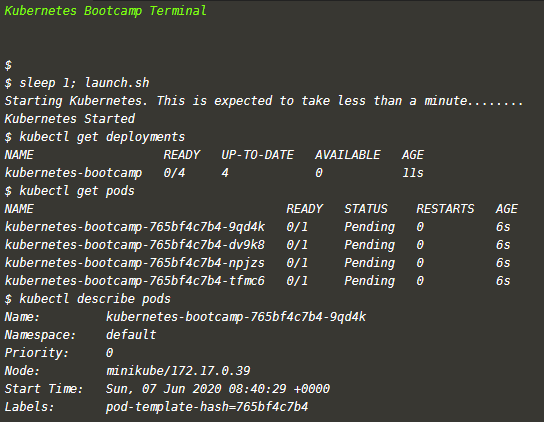 Kubernetes Bootcamp Terminal
$
$ sleep 1; launch.sh
Starting Kubernetes. This is expected to take less than a minute........
Kubernetes Started
$ kubectl get deployments
NAME READY UP-TO-DATE AVAILABLE AGE
kubernetes-bootcamp 0/4 4 0 11s
$ kubectl get pods
NAME READY STATUS RESTARTS AGE
kubernetes-bootcamp-765bf4c7b4-9qd4k 0/1 Pending 0 6s
kubernetes-bootcamp-765bf4c7b4-dv9k8 0/1 Pending 0 6s
kubernetes-bootcamp-765bf4c7b4-npjzs 0/1 Pending 0 6s
kubernetes-bootcamp-765bf4c7b4-tfmc6 0/1 Pending 0 6s
$ kubectl describe pods
Name: kubernetes-bootcamp-765bf4c7b4-9qd4k
Namespace: default
Priority: 0
Node: minikube/172.17.0.39
Start Time: Sun, 07 Jun 2020 08:40:29 +0000
Labels: pod-template-hash=765bf4c7b4